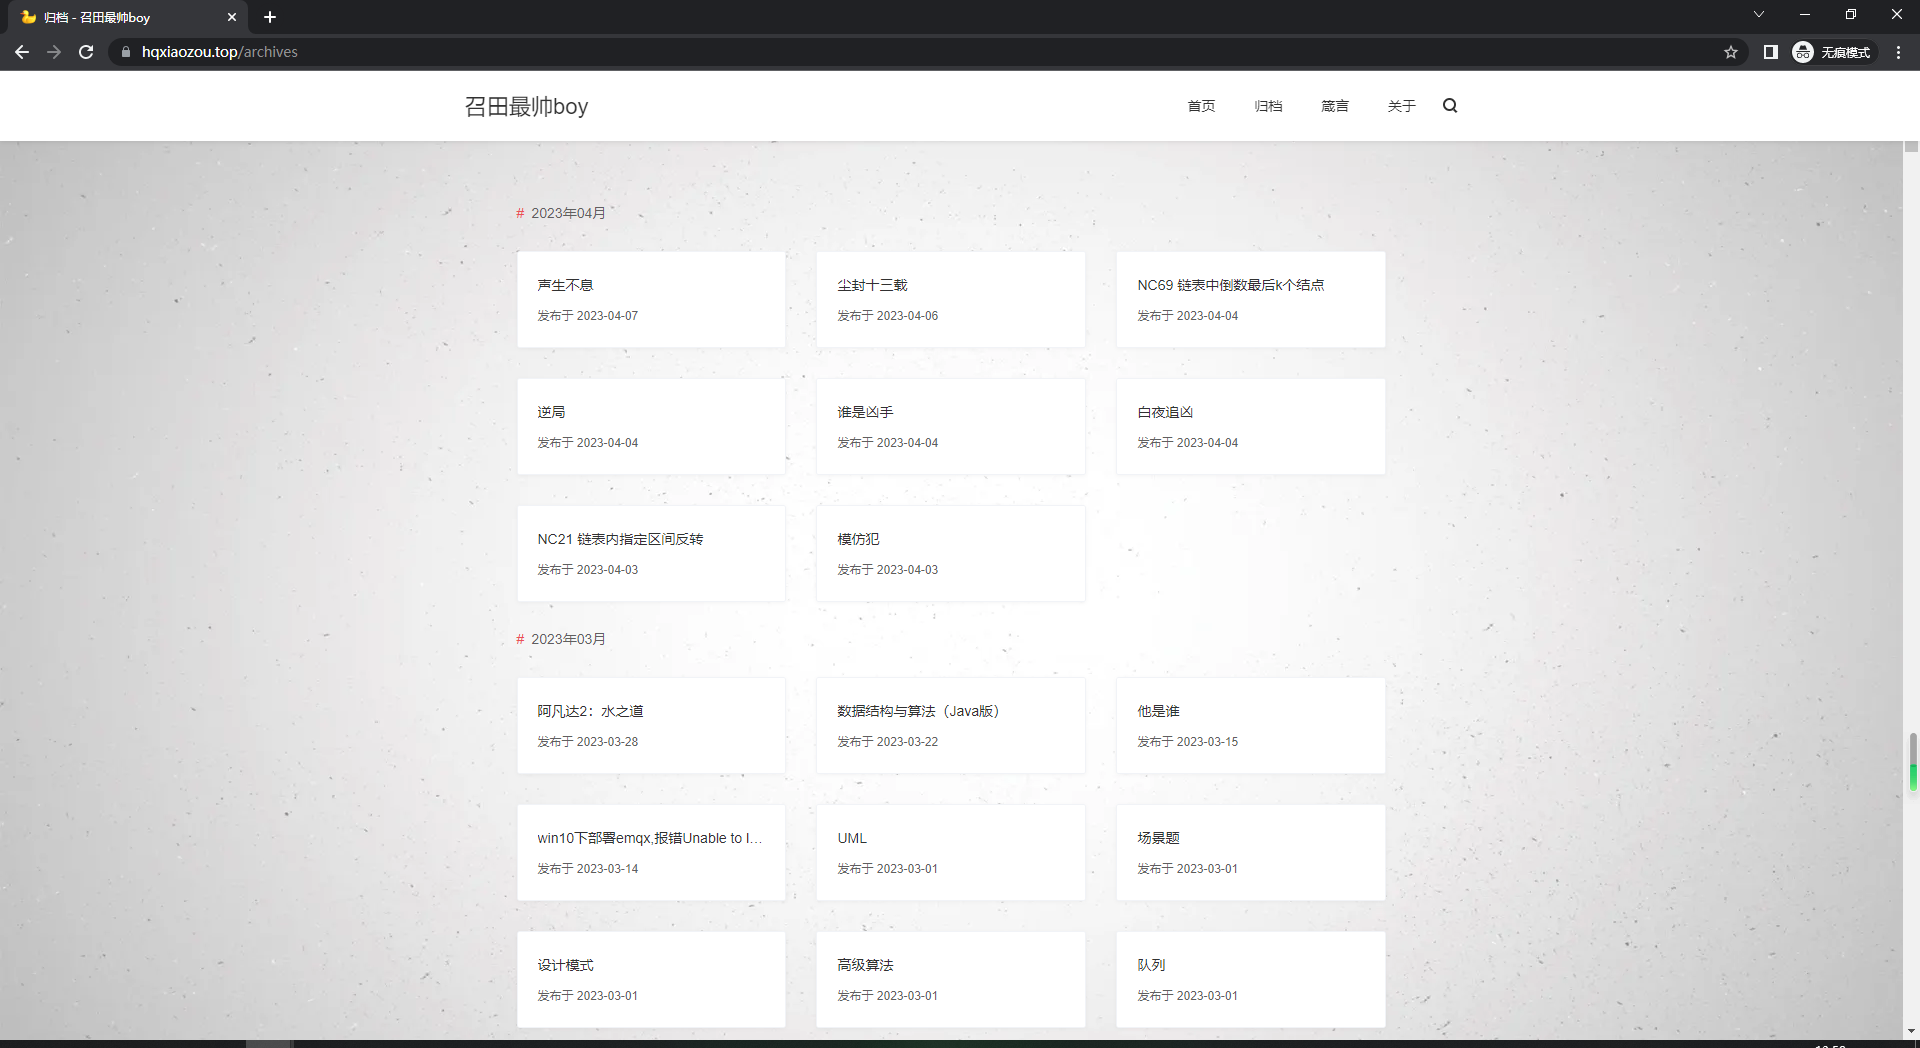 归档 - 召田最帅boy
hqxiaozou.top/archives
无痕模式
召田最帅boy
首页 归档 箴言 关于
# 2023年04月
声生不息
发布于 2023-04-07
尘封十三载
发布于 2023-04-06
NC69 链表中倒数最后k个结点
发布于 2023-04-04
逆局
发布于 2023-04-04
谁是凶手
发布于 2023-04-04
白夜追凶
发布于 2023-04-04
NC21 链表内指定区间反转
发布于 2023-04-03
模仿犯
发布于 2023-04-03
# 2023年03月
阿凡达2：水之道
发布于 2023-03-28
数据结构与算法（Java版）
发布于 2023-03-22
他是谁
发布于 2023-03-15
win10下部署emqx,报错Unable to l...
发布于 2023-03-14
UML
发布于 2023-03-01
场景题
发布于 2023-03-01
设计模式
发布于 2023-03-01
高级算法
发布于 2023-03-01
队列
发布于 2023-03-01